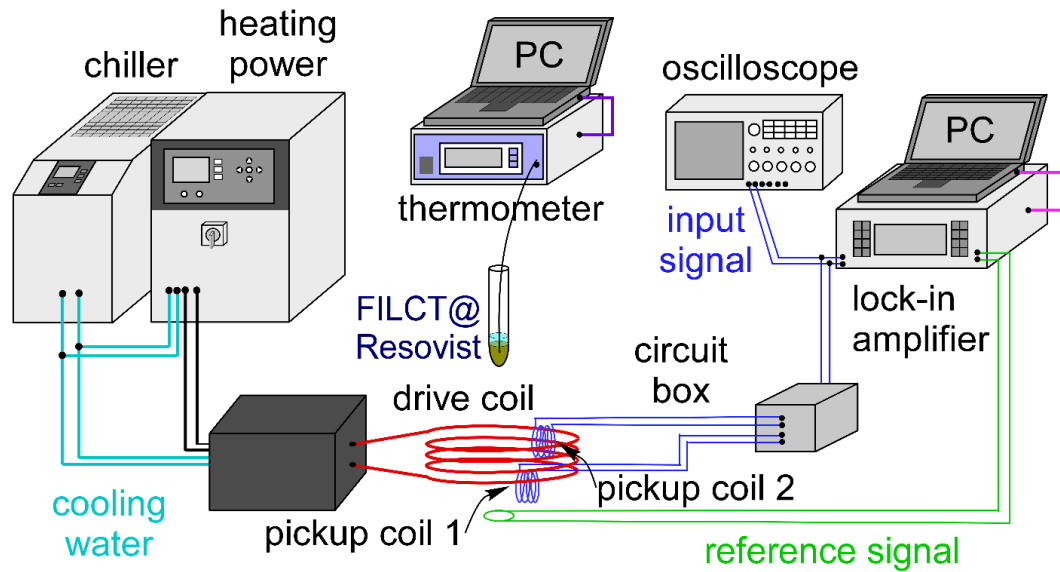 heating
power
chiller
PC
oscilloscope
PC
thermometer
input
signal
FILCT@
Resovist
lock-in
amplifier
circuit
box
drive coil
pickup coil 2
cooling
water
pickup coil 1
reference signal